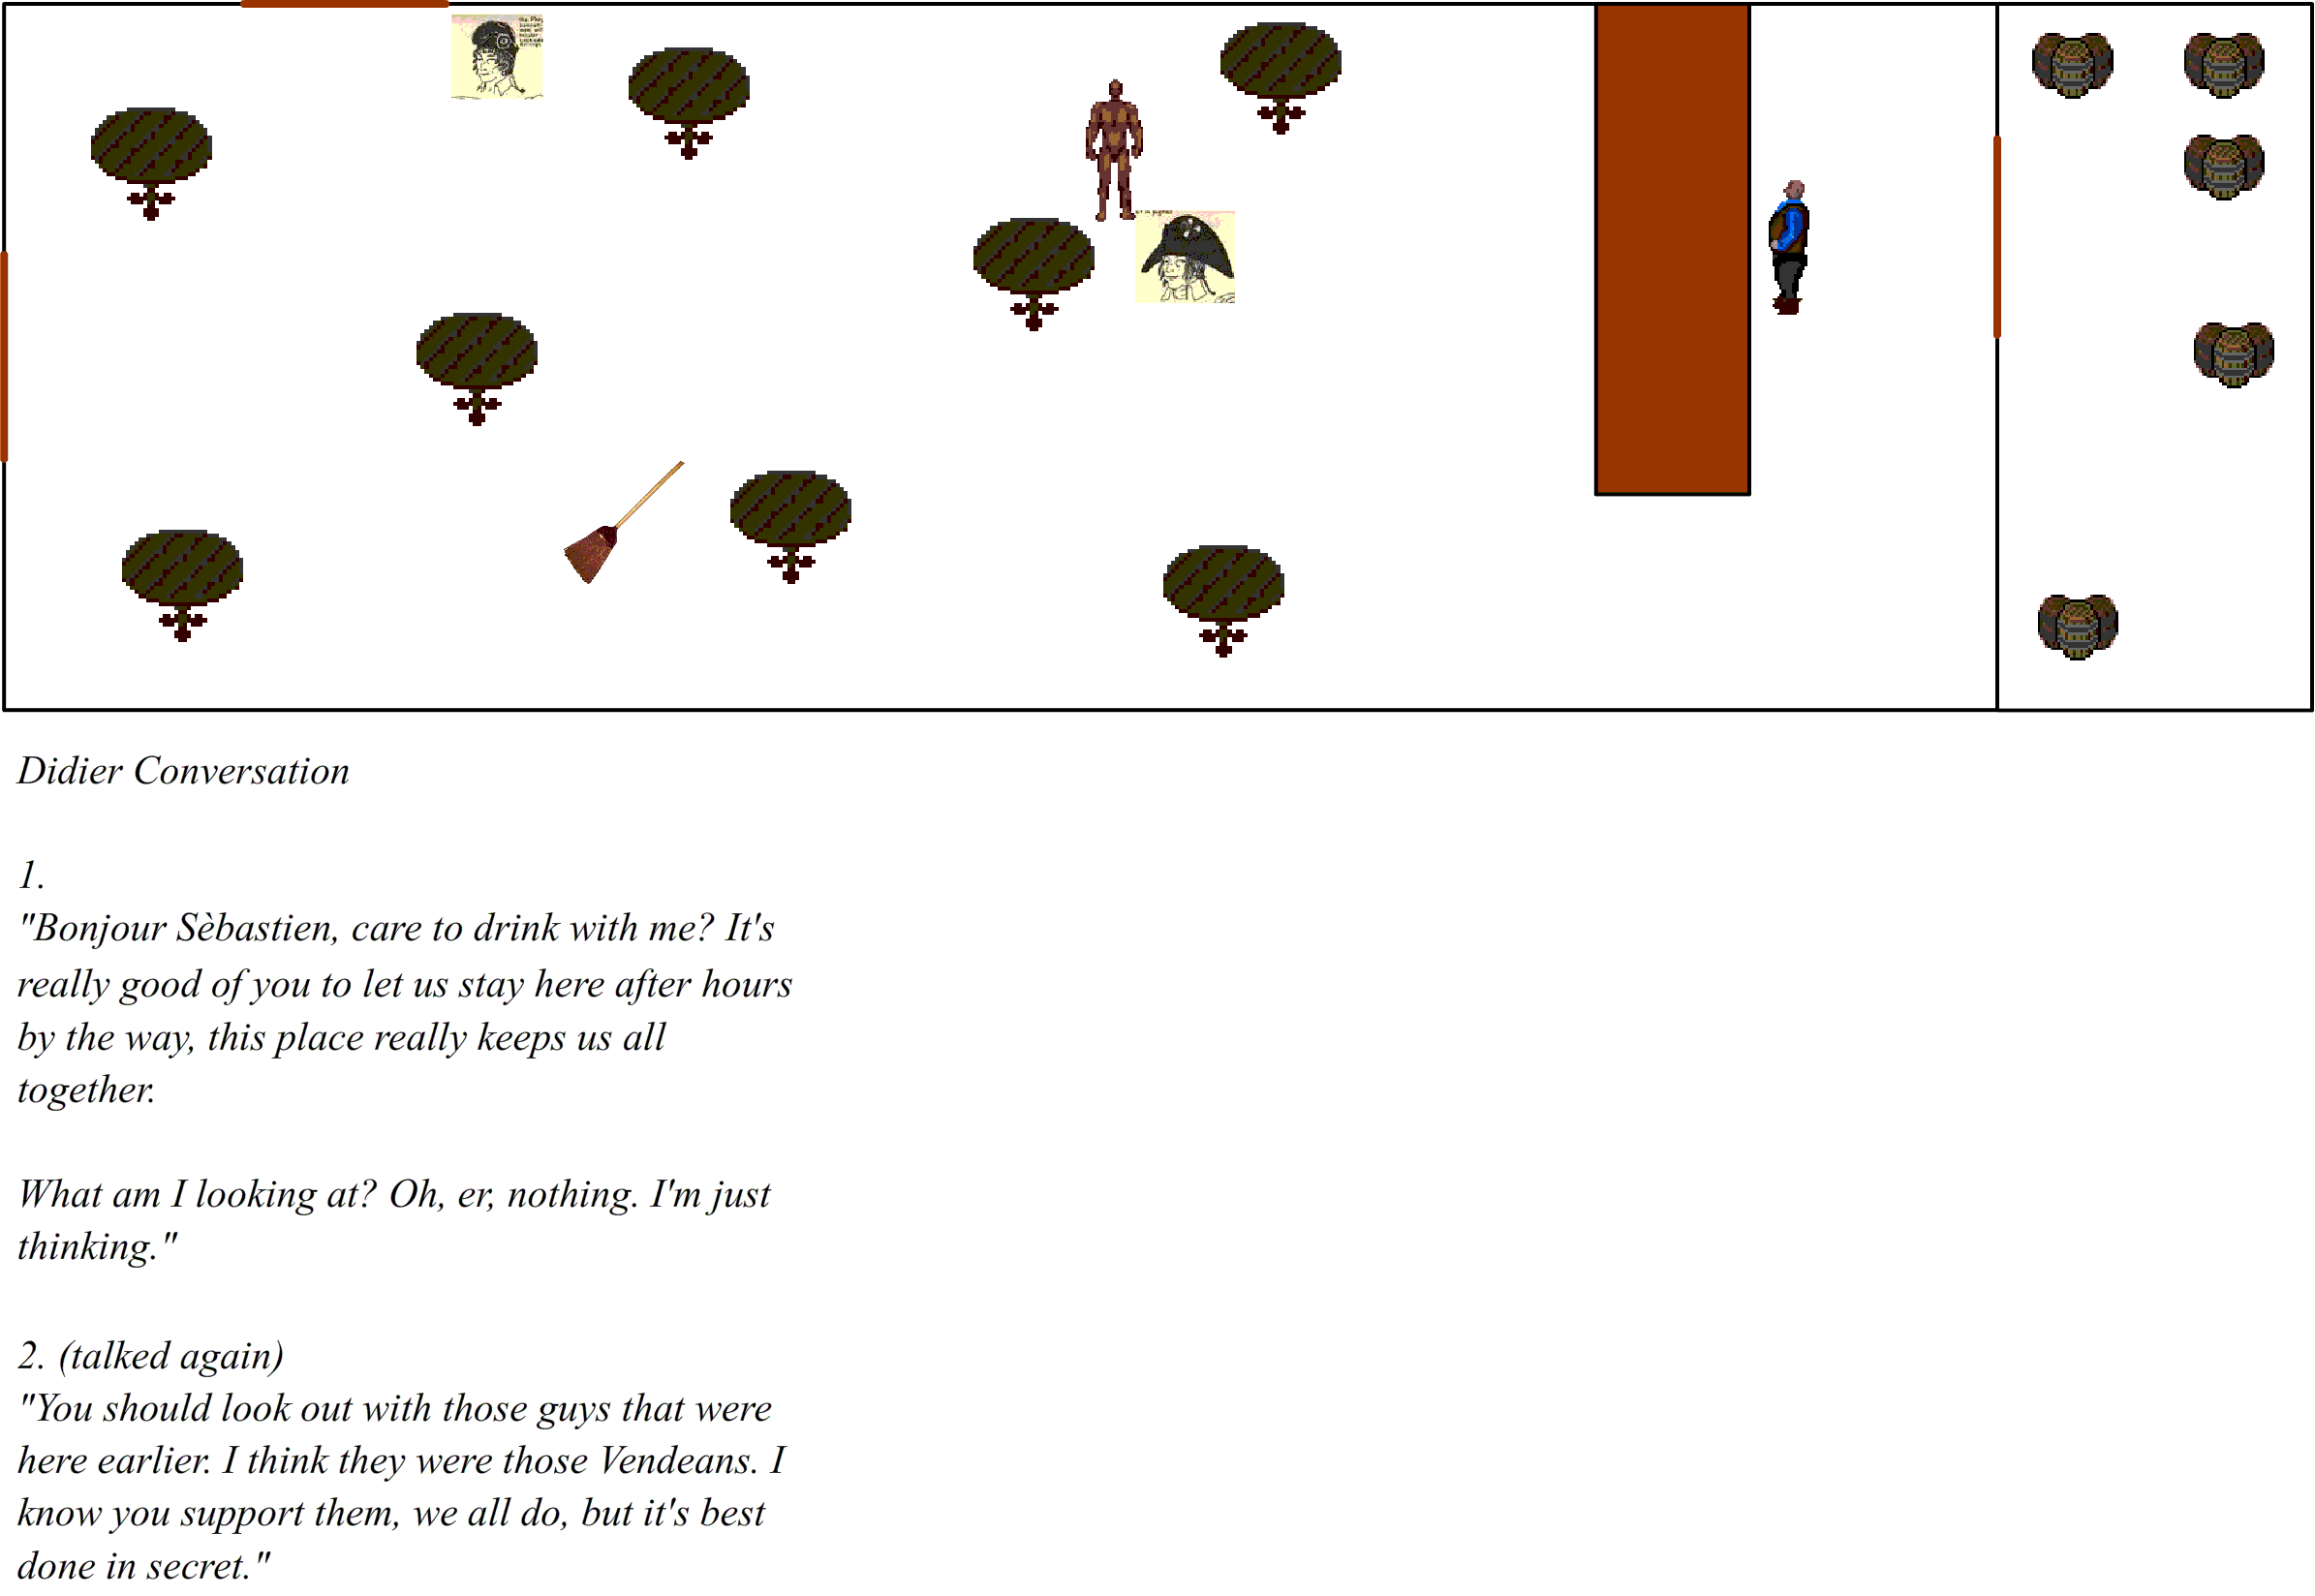 Didier Conversation
1.
"Bonjour Sèbastien, care to drink with me? It's
really good of you to let us stay here after hours
by the way, this place really keeps us all
together.
What am I looking at? Oh, er, nothing. I'm just
thinking."
2. (talked again)
"You should look out with those guys that were
here earlier. I think they were those Vendeans. I
know you support them, we all do, but it's best
done in secret."